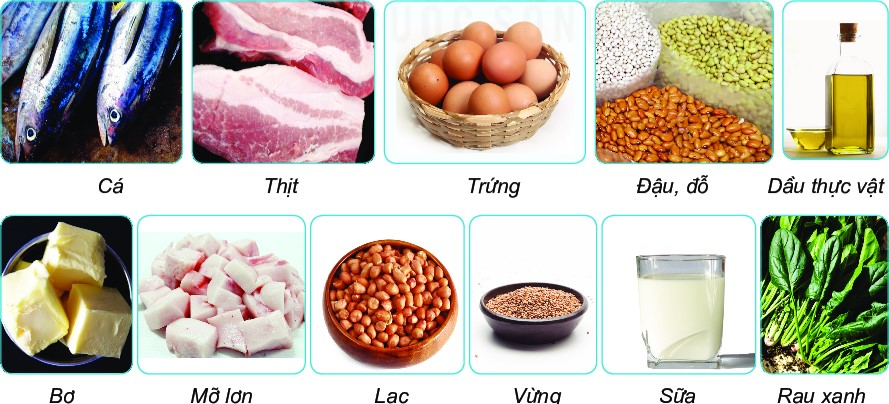 Cá
Thịt
Trứng
Đậu, đỗ
Dầu thực vật
Bơ
Mỡ lợn
Lạc
Vừng
Sữa
Rau xanh